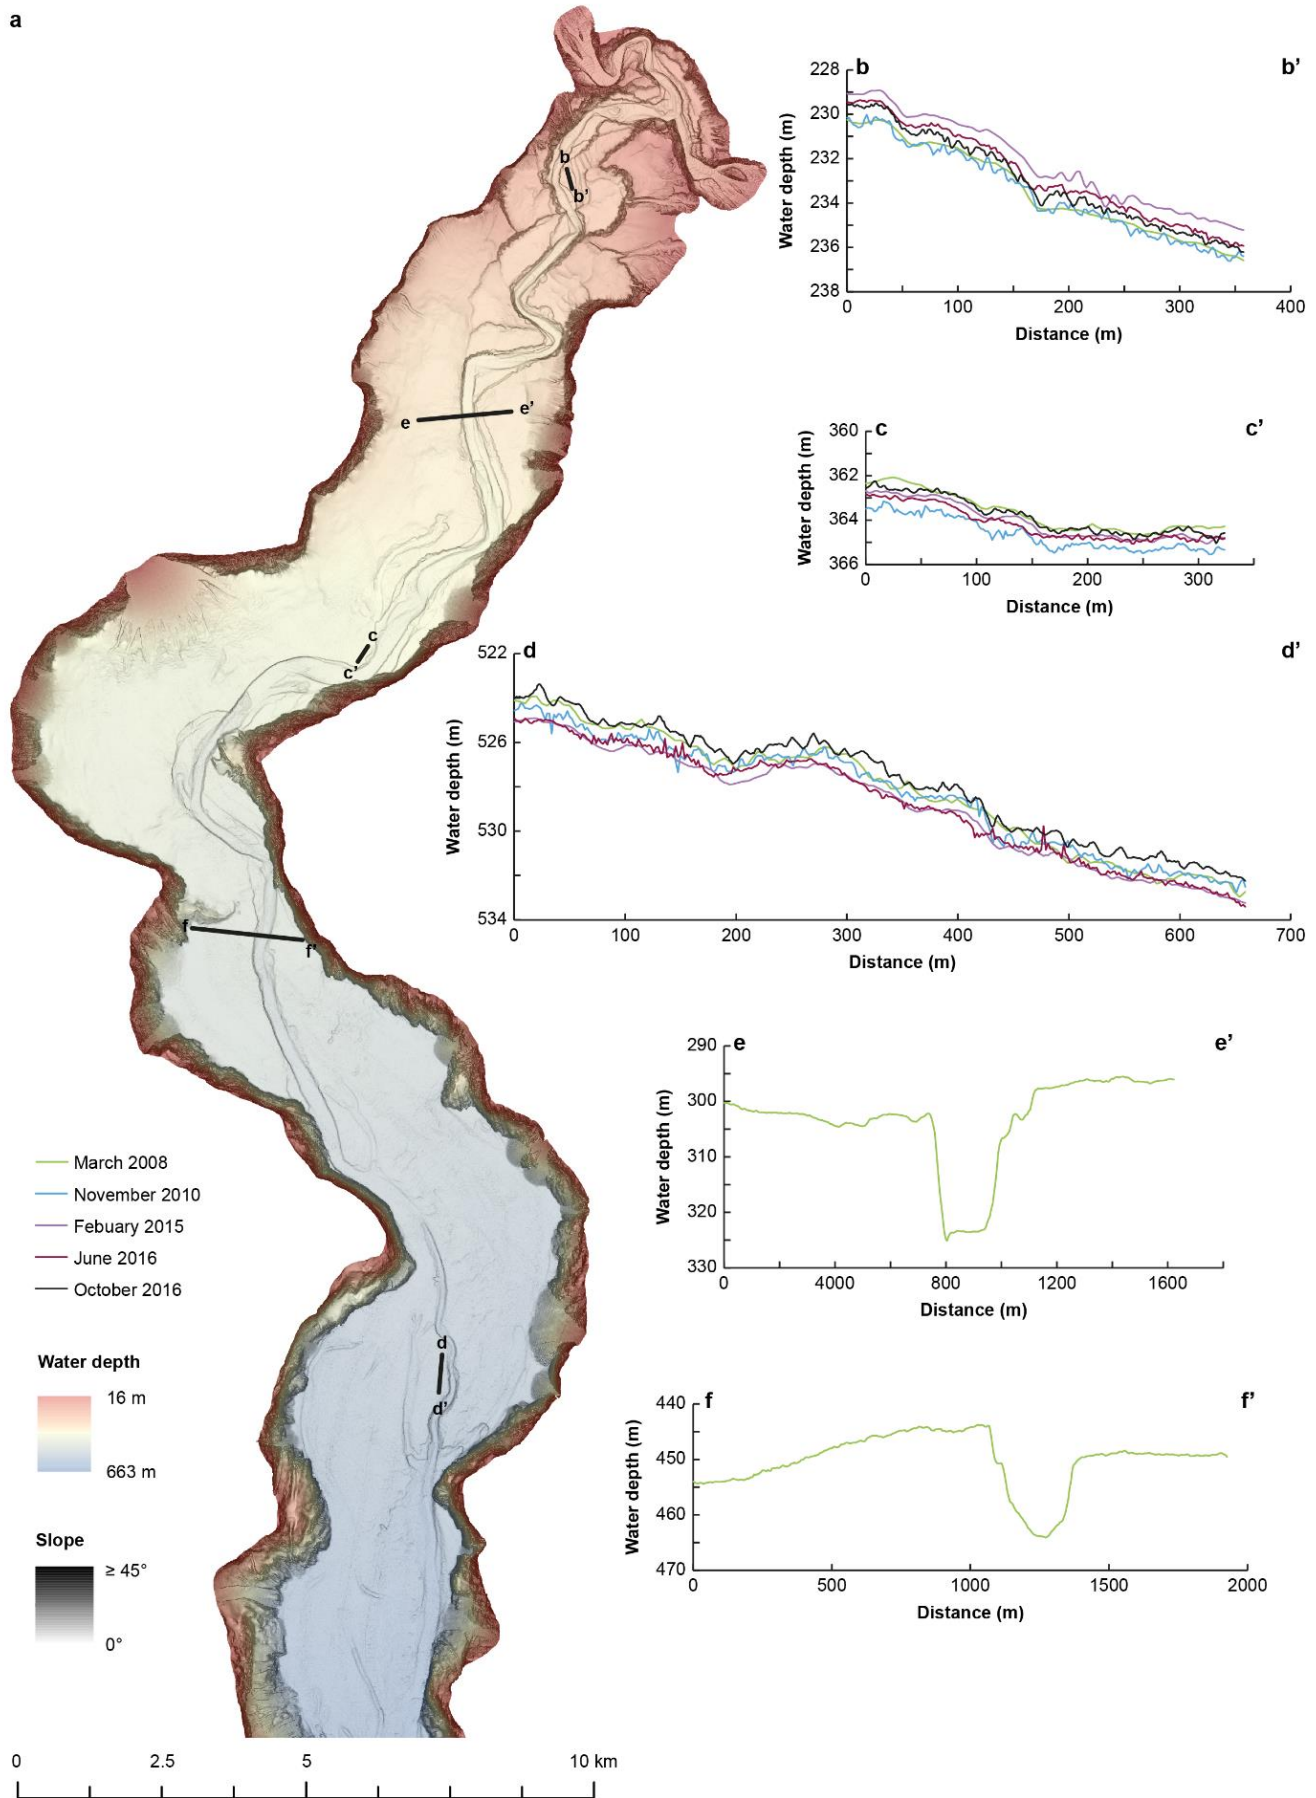 a
b
b'
e
e'
c
c'
f
f'
d
d'
March 2008
November 2010
Febuary 2015
June 2016
October 2016
Water depth
16 m
663 m
Slope
≥ 45°
0°
0 2.5 5 10 km
b b'
228
230
232
234
236
238
Water depth (m)
0 100 200 300 400
Distance (m)
c c'
360
362
364
366
Water depth (m)
0 100 200 300
Distance (m)
d d'
522
526
530
534
Water depth (m)
0 100 200 300 400 500 600 700
Distance (m)
e e'
290
300
310
320
330
Water depth (m)
0 4000 800 1200 1600
Distance (m)
f f'
440
450
460
470
Water depth (m)
0 500 1000 1500 2000
Distance (m)